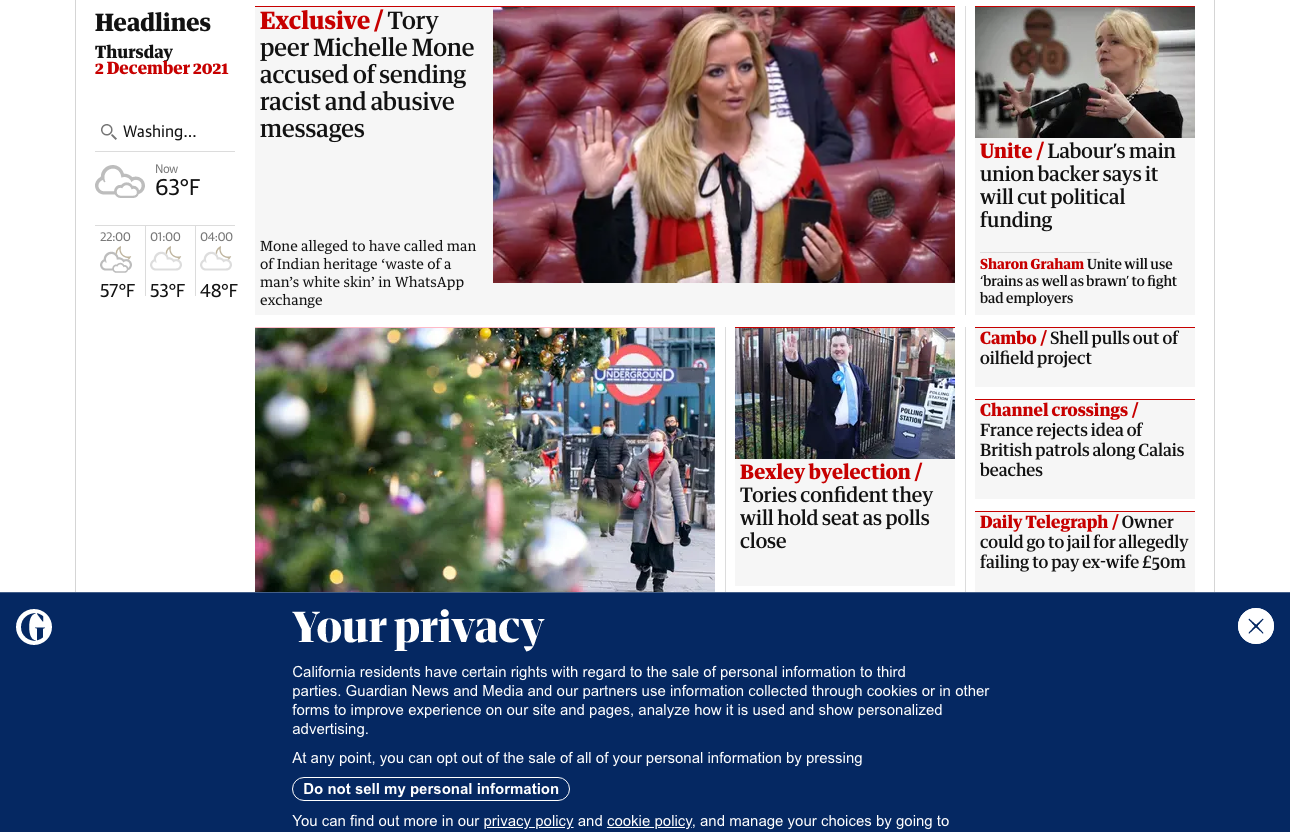 Headlines
Thursday
2 December 2021
Washing...
Now
63°F
22:00
01:00
04:00
57°F
53°F
48°F
Exclusive / Tory
peer Michelle Mone
accused of sending
racist and abusive
messages
Mone alleged to have called man
of Indian heritage ‘waste of a
man’s white skin’ in WhatsApp
exchange
Unite / Labour’s main
union backer says it
will cut political
funding
Sharon Graham Unite will use
‘brains as well as brawn’ to fight
bad employers
UNDERGROUND
POLLING
STATION
POLLING
STATION
Bexley byelection /
Tories confident they
will hold seat as polls
close
Cambo / Shell pulls out of
oilfield project
Channel crossings /
France rejects idea of
British patrols along Calais
beaches
Daily Telegraph / Owner
could go to jail for allegedly
failing to pay ex-wife £50m
Your privacy
California residents have certain rights with regard to the sale of personal information to third
parties. Guardian News and Media and our partners use information collected through cookies or in other
forms to improve experience on our site and pages, analyze how it is used and show personalized
advertising.
At any point, you can opt out of the sale of all of your personal information by pressing
Do not sell my personal information
You can find out more in our privacy policy and cookie policy, and manage your choices by going to